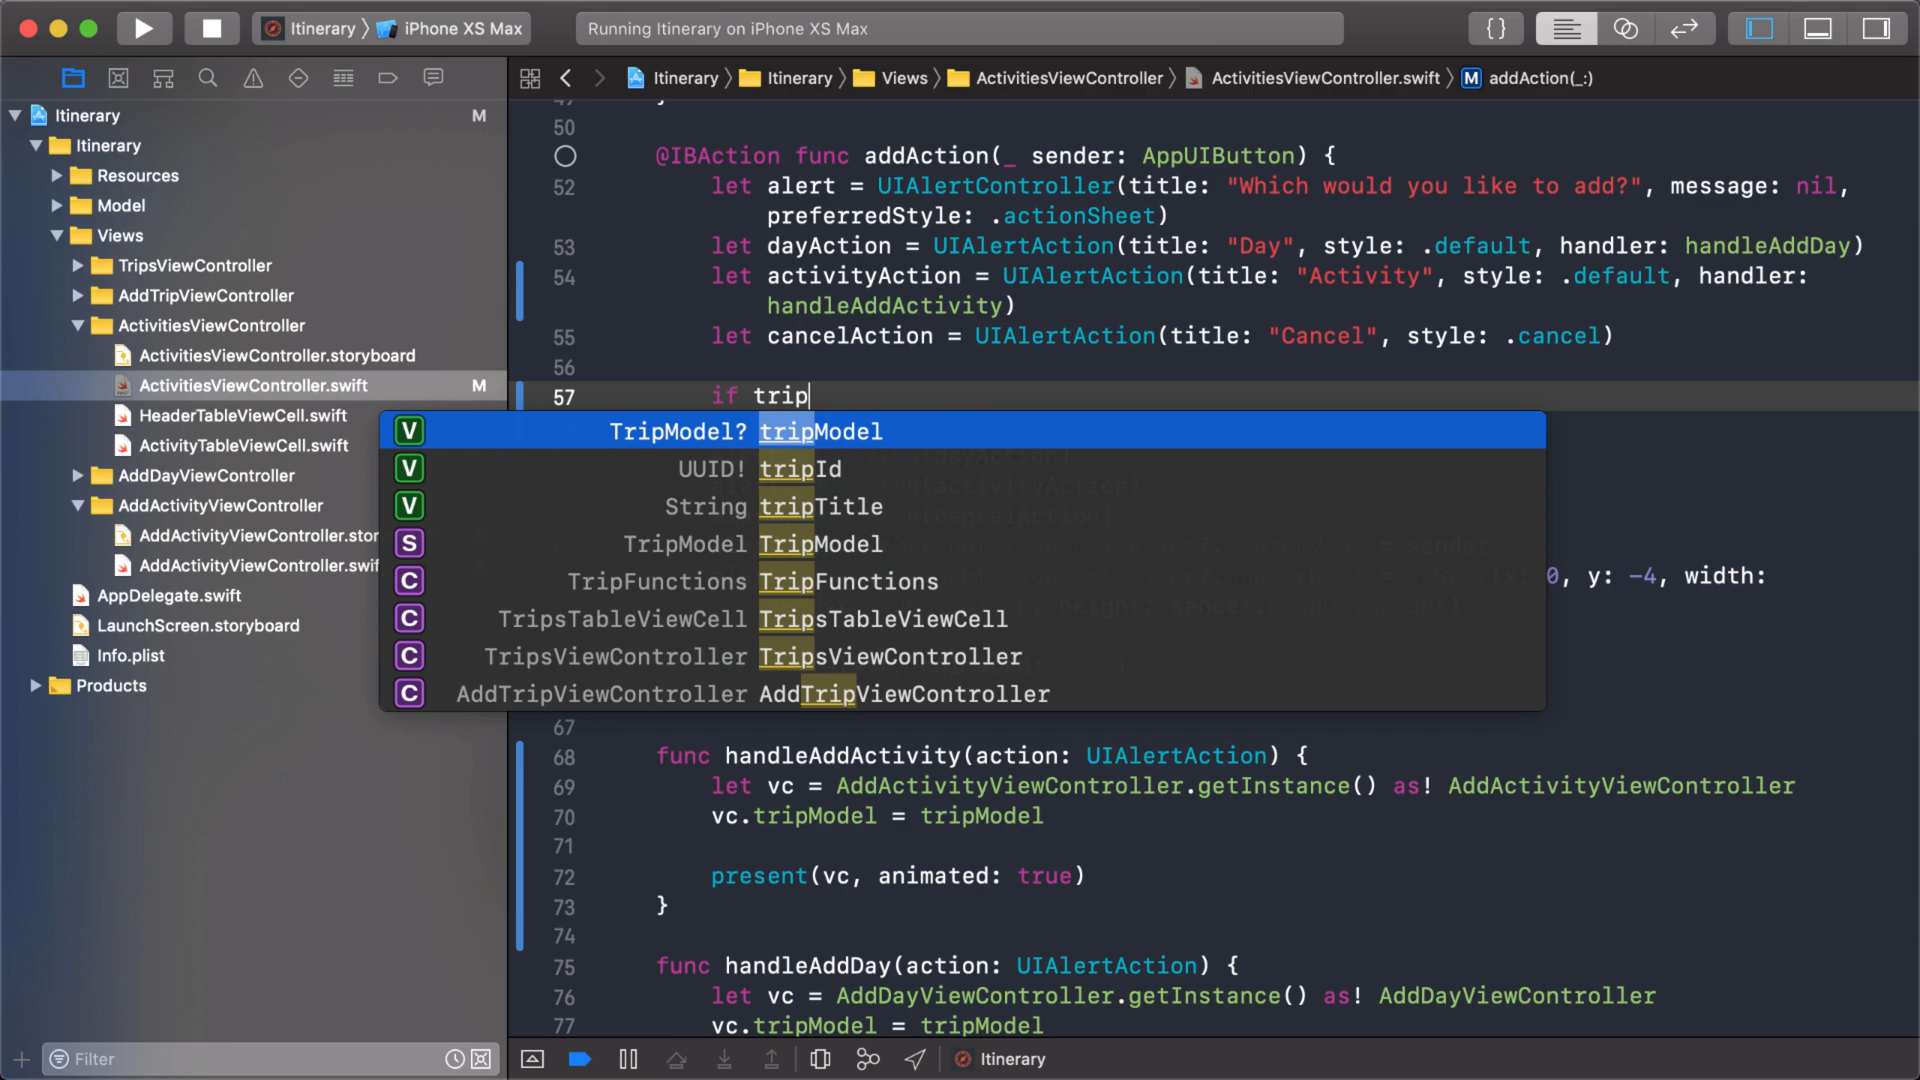 Itinerary
iPhone XS Max
Running Itinerary on iPhone XS Max
{ }
Itinerary
Itinerary
Views
ActivitiesViewController
ActivitiesViewController.swift
M
addAction(_:)
Itinerary M
Itinerary
Resources
Model
Views
TripsViewController
AddTripViewController
ActivitiesViewController
ActivitiesViewController.storyboard
ActivitiesViewController.swift M
HeaderTableViewCell.swift
ActivityTableViewCell.swift
AddDayViewController
AddActivityViewController
AddActivityViewController.stor
AddActivityViewController.swif
AppDelegate.swift
LaunchScreen.storyboard
Info.plist
Products
Filter
50
@IBAction func addAction(_ sender: AppUIButton) {
52 let alert = UIAlertController(title: "Which would you like to add?", message: nil,
preferredStyle: .actionSheet)
53 let dayAction = UIAlertAction(title: "Day", style: .default, handler: handleAddDay)
54 let activityAction = UIAlertAction(title: "Activity", style: .default, handler:
handleAddActivity)
55 let cancelAction = UIAlertAction(title: "Cancel", style: .cancel)
56
57 if trip
V TripModel? tripModel
V UUID! tripId
V String tripTitle
S TripModel TripModel
C TripFunctions TripFunctions
C TripsTableViewCell TripsTableViewCell
C TripsViewController TripsViewController
C AddTripViewController AddTripViewController
0, y: -4, width:
67
68 func handleAddActivity(action: UIAlertAction) {
69 let vc = AddActivityViewController.getInstance() as! AddActivityViewController
70 vc.tripModel = tripModel
71
72 present(vc, animated: true)
73 }
74
75 func handleAddDay(action: UIAlertAction) {
76 let vc = AddDayViewController.getInstance() as! AddDayViewController
77 vc.tripModel = tripModel
Itinerary